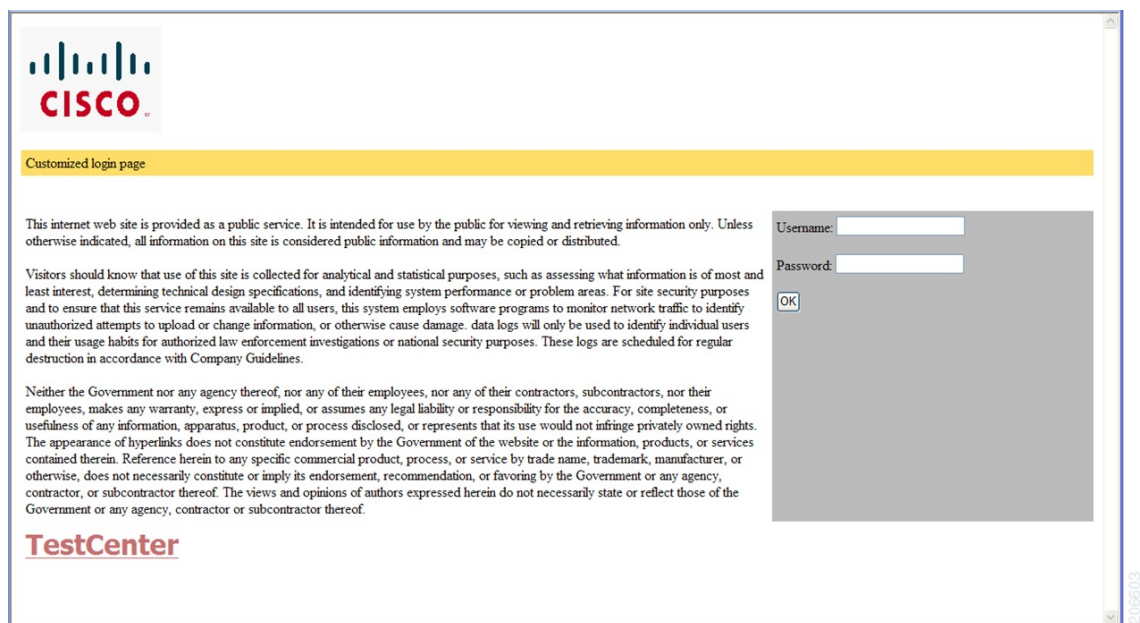 CISCO
Customized login page
This internet web site is provided as a public service. It is intended for use by the public for viewing and retrieving information only. Unless
otherwise indicated, all information on this site is considered public information and may be copied or distributed.
Username:
Password:
OK
Visitors should know that use of this site is collected for analytical and statistical purposes, such as assessing what information is of most and
least interest, determining technical design specifications, and identifying system performance or problem areas. For site security purposes
and to ensure that this service remains available to all users, this system employs software programs to monitor network traffic to identify
unauthorized attempts to upload or change information, or otherwise cause damage. data logs will only be used to identify individual users
and their usage habits for authorized law enforcement investigations or national security purposes. These logs are scheduled for regular
destruction in accordance with Company Guidelines.
Neither the Government nor any agency thereof, nor any of their employees, nor any of their contractors, subcontractors, nor their
employees, makes any warranty, express or implied, or assumes any legal liability or responsibility for the accuracy, completeness, or
usefulness of any information, apparatus, product, or process disclosed, or represents that its use would not infringe privately owned rights.
The appearance of hyperlinks does not constitute endorsement by the Government of the website or the information, products, or services
contained therein. Reference herein to any specific commercial product, process, or service by trade name, trademark, manufacturer, or
otherwise, does not necessarily constitute or imply its endorsement, recommendation, or favoring by the Government or any agency,
contractor, or subcontractor thereof. The views and opinions of authors expressed herein do not necessarily state or reflect those of the
Government or any agency, contractor or subcontractor thereof.
TestCenter
206603